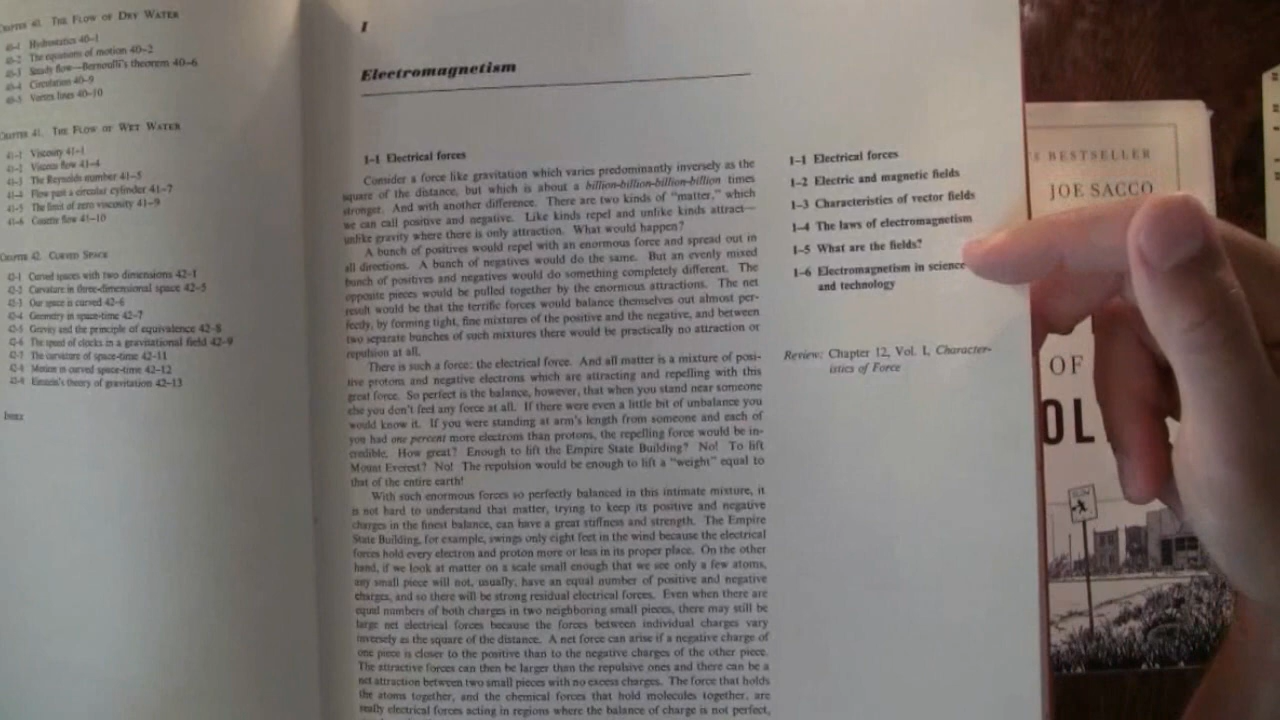 CHAPTER 40. THE FLOW OF DRY WATER
40-1 Hydrostatics 40-1
40-2 The equations of motion 40-2
40-3 Steady flow—Bernoulli's theorem 40-6
40-4 Circulation 40-9
40-5 Vortex lines 40-10
CHAPTER 41. THE FLOW OF WET WATER
41-1 Viscosity 41-1
41-2 Viscous flow 41-4
41-3 The Reynolds number 41-5
41-4 Flow past a circular cylinder 41-7
41-5 The limit of zero viscosity 41-9
41-6 Couette flow 41-10
CHAPTER 42. CURVED SPACE
42-1 Curved spaces with two dimensions 42-1
42-2 Curvature in three-dimensional space 42-5
42-3 Our space is curved 42-6
42-4 Geometry in space-time 42-7
42-5 Gravity and the principle of equivalence 42-8
42-6 The speed of clocks in a gravitational field 42-9
42-7 The curvature of space-time 42-11
42-8 Motion in curved space-time 42-12
42-9 Einstein's theory of gravitation 42-13
INDEX
1
Electromagnetism
1-1 Electrical forces
Consider a force like gravitation which varies predominantly inversely as the
square of the distance, but which is about a billion-billion-billion-billion times
stronger. And with another difference. There are two kinds of "matter," which
we can call positive and negative. Like kinds repel and unlike kinds attract—
unlike gravity where there is only attraction. What would happen?
A bunch of positives would repel with an enormous force and spread out in
all directions. A bunch of negatives would do the same. But an evenly mixed
bunch of positives and negatives would do something completely different. The
opposite pieces would be pulled together by the enormous attractions. The net
result would be that the terrific forces would balance themselves out almost per-
fectly, by forming tight, fine mixtures of the positive and the negative, and between
two separate bunches of such mixtures there would be practically no attraction or
repulsion at all.
There is such a force: the electrical force. And all matter is a mixture of posi-
tive protons and negative electrons which are attracting and repelling with this
great force. So perfect is the balance, however, that when you stand near someone
else you don't feel any force at all. If there were even a little bit of unbalance you
would know it. If you were standing at arm's length from someone and each of
you had one percent more electrons than protons, the repelling force would be in-
credible. How great? Enough to lift the Empire State Building? No! To lift
Mount Everest? No! The repulsion would be enough to lift a "weight" equal to
that of the entire earth!
With such enormous forces so perfectly balanced in this intimate mixture, it
is not hard to understand that matter, trying to keep its positive and negative
charges in the finest balance, can have a great stiffness and strength. The Empire
State Building, for example, swings only eight feet in the wind because the electrical
forces hold every electron and proton more or less in its proper place. On the other
hand, if we look at matter on a scale small enough that we see only a few atoms,
any small piece will not, usually, have an equal number of positive and negative
charges, and so there will be strong residual electrical forces. Even when there are
equal numbers of both charges in two neighboring small pieces, there may still be
large net electrical forces because the forces between individual charges vary
inversely as the square of the distance. A net force can arise if a negative charge of
one piece is closer to the positive than to the negative charges of the other piece.
The attractive forces can then be larger than the repulsive ones and there can be a
net attraction between two small pieces with no excess charges. The force that holds
the atoms together, and the chemical forces that hold molecules together, are
really electrical forces acting in regions where the balance of charge is not perfect,
1-1 Electrical forces
1-2 Electric and magnetic fields
1-3 Characteristics of vector fields
1-4 The laws of electromagnetism
1-5 What are the fields?
1-6 Electromagnetism in science
and technology
Review: Chapter 12, Vol. I, Character-
istics of Force
BESTSELLER
JOE SACCO
OF
OL